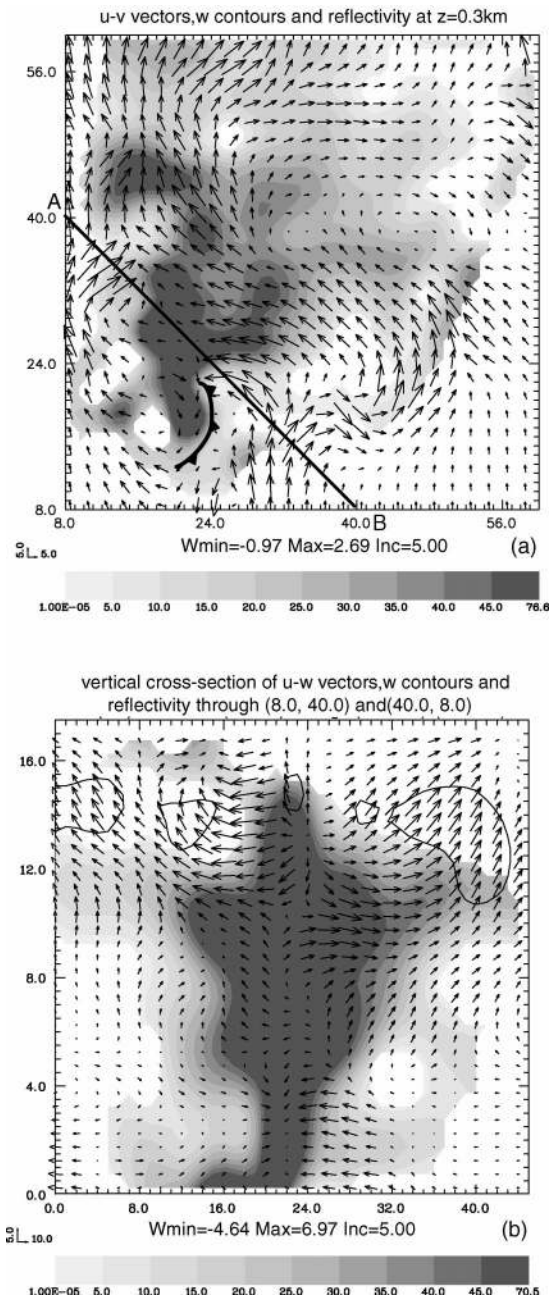 u-v vectors,w contours and reflectivity at z=0.3km
56.0
A
40.0
24.0
8.0
8.0 24.0 40.0 B 56.0
5.0 5.0
Wmin=-0.97 Max=2.69 Inc=5.00 (a)
1.00E-05 5.0 10.0 15.0 20.0 25.0 30.0 35.0 40.0 45.0 76.6
vertical cross-section of u-w vectors,w contours and
reflectivity through (8.0, 40.0) and(40.0, 8.0)
16.0
12.0
8.0
4.0
0.0
0.0 8.0 16.0 24.0 32.0 40.0
5.0 10.0
Wmin=-4.64 Max=6.97 Inc=5.00 (b)
1.00E-05 5.0 10.0 15.0 20.0 25.0 30.0 35.0 40.0 45.0 70.5